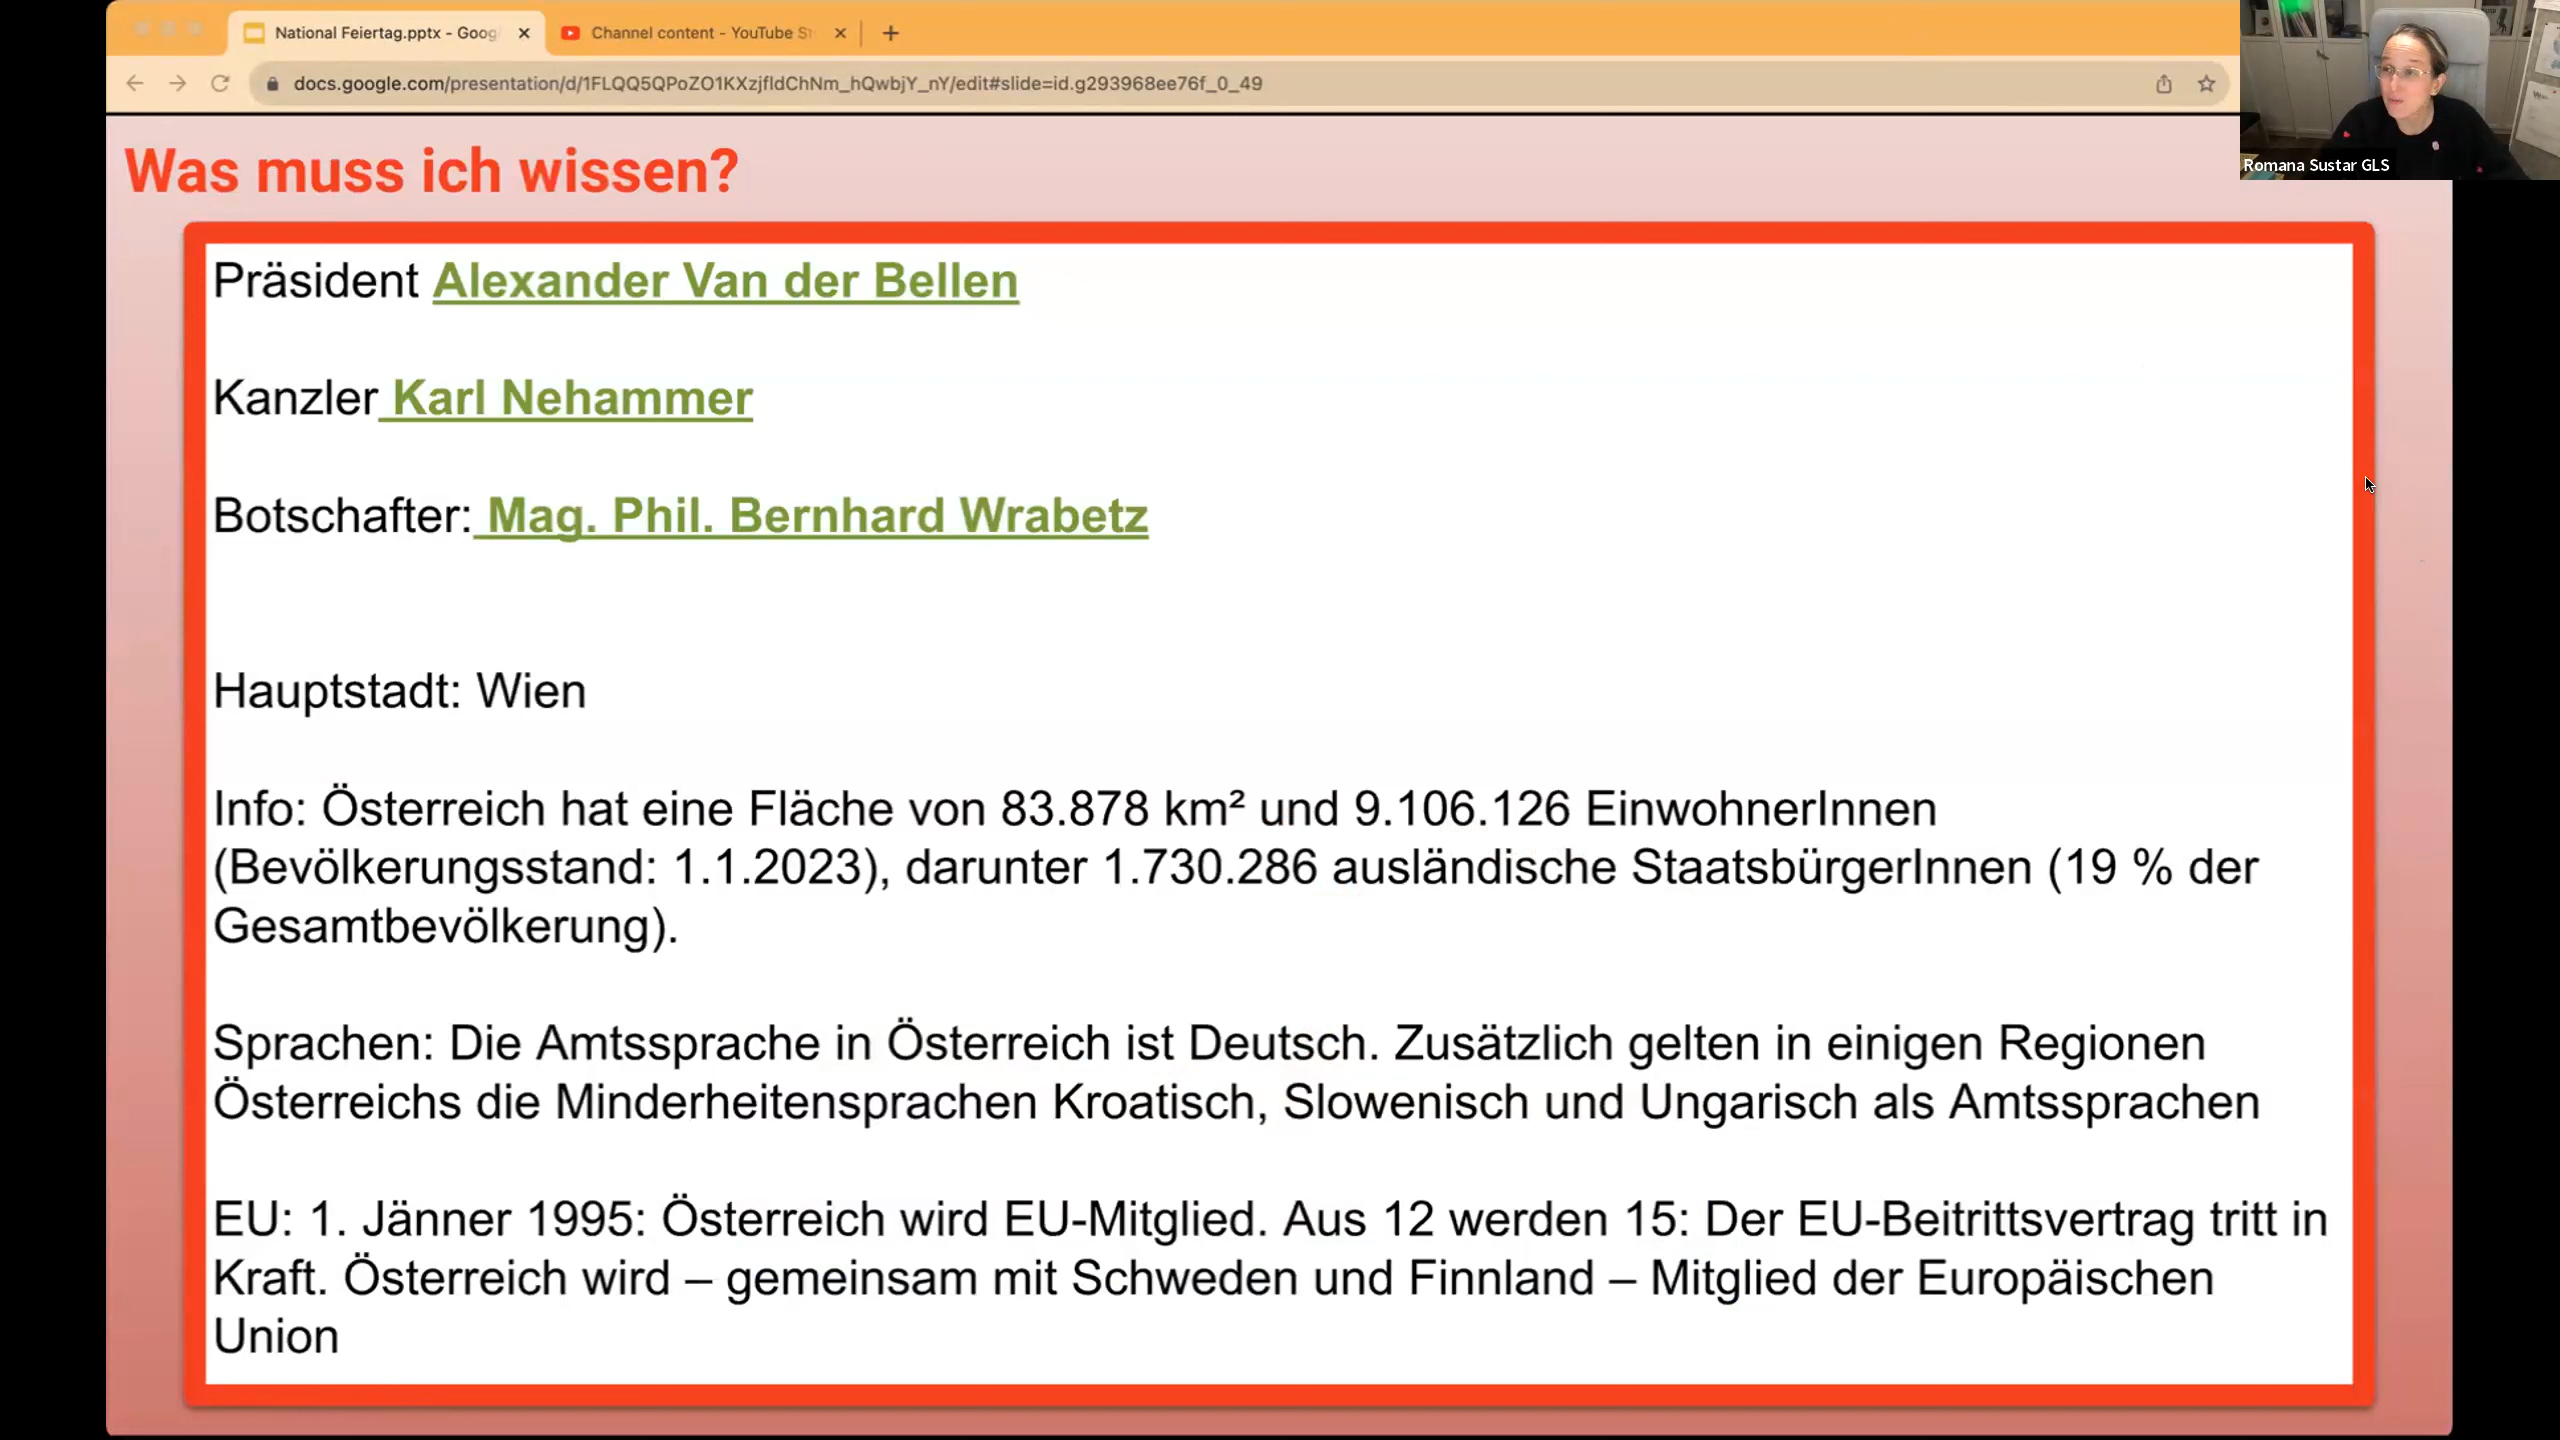 National Feiertag.pptx - Goog
Channel content - YouTube S
docs.google.com/presentation/d/1FLQQ5QPoZO1KXzjfldChNm_hQwbjY_nY/edit#slide=id.g293968ee76f_0_49
Romana Sustar GLS
Was muss ich wissen?
Präsident Alexander Van der Bellen
Kanzler Karl Nehammer
Botschafter: Mag. Phil. Bernhard Wrabetz
Hauptstadt: Wien
Info: Österreich hat eine Fläche von 83.878 km² und 9.106.126 EinwohnerInnen
(Bevölkerungsstand: 1.1.2023), darunter 1.730.286 ausländische StaatsbürgerInnen (19 % der
Gesamtbevölkerung).
Sprachen: Die Amtssprache in Österreich ist Deutsch. Zusätzlich gelten in einigen Regionen
Österreichs die Minderheitensprachen Kroatisch, Slowenisch und Ungarisch als Amtssprachen
EU: 1. Jänner 1995: Österreich wird EU-Mitglied. Aus 12 werden 15: Der EU-Beitrittsvertrag tritt in
Kraft. Österreich wird – gemeinsam mit Schweden und Finnland – Mitglied der Europäischen
Union